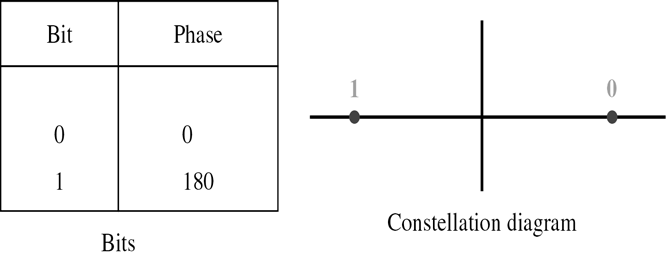 Bit Phase
0 0
1 180
Bits
1 0
Constellation diagram